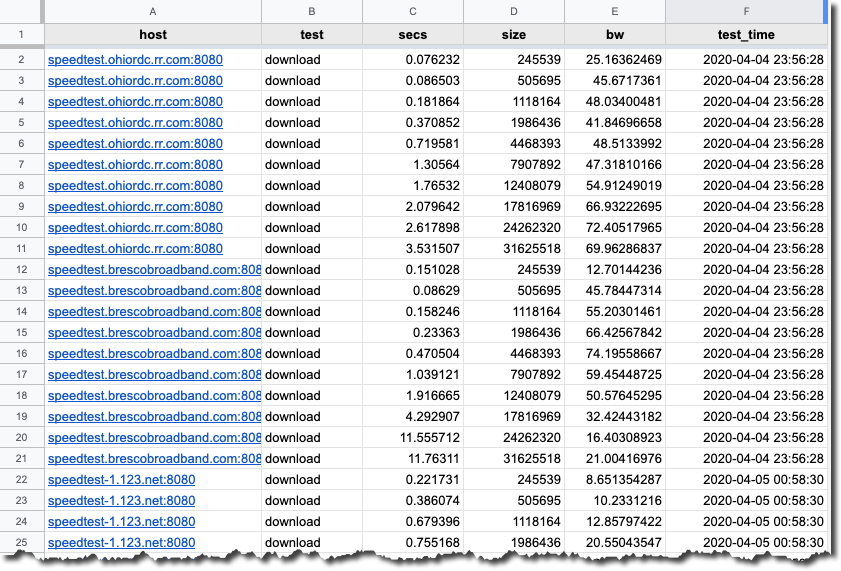 A B C D E F
1 host test secs size bw test_time
2 speedtest.ohiordc.rr.com:8080 download 0.076232 245539 25.16362469 2020-04-04 23:56:28
3 speedtest.ohiordc.rr.com:8080 download 0.086503 505695 45.6717361 2020-04-04 23:56:28
4 speedtest.ohiordc.rr.com:8080 download 0.181864 1118164 48.03400481 2020-04-04 23:56:28
5 speedtest.ohiordc.rr.com:8080 download 0.370852 1986436 41.84696658 2020-04-04 23:56:28
6 speedtest.ohiordc.rr.com:8080 download 0.719581 4468393 48.5133992 2020-04-04 23:56:28
7 speedtest.ohiordc.rr.com:8080 download 1.30564 7907892 47.31810166 2020-04-04 23:56:28
8 speedtest.ohiordc.rr.com:8080 download 1.76532 12408079 54.91249019 2020-04-04 23:56:28
9 speedtest.ohiordc.rr.com:8080 download 2.079642 17816969 66.93222695 2020-04-04 23:56:28
10 speedtest.ohiordc.rr.com:8080 download 2.617898 24262320 72.40517965 2020-04-04 23:56:28
11 speedtest.ohiordc.rr.com:8080 download 3.531507 31625518 69.96286837 2020-04-04 23:56:28
12 speedtest.brescobroadband.com:808 download 0.151028 245539 12.70144236 2020-04-04 23:56:28
13 speedtest.brescobroadband.com:808 download 0.08629 505695 45.78447314 2020-04-04 23:56:28
14 speedtest.brescobroadband.com:808 download 0.158246 1118164 55.20301461 2020-04-04 23:56:28
15 speedtest.brescobroadband.com:808 download 0.23363 1986436 66.42567842 2020-04-04 23:56:28
16 speedtest.brescobroadband.com:808 download 0.470504 4468393 74.19558667 2020-04-04 23:56:28
17 speedtest.brescobroadband.com:808 download 1.039121 7907892 59.45448725 2020-04-04 23:56:28
18 speedtest.brescobroadband.com:808 download 1.916665 12408079 50.57645295 2020-04-04 23:56:28
19 speedtest.brescobroadband.com:808 download 4.292907 17816969 32.42443182 2020-04-04 23:56:28
20 speedtest.brescobroadband.com:808 download 11.555712 24262320 16.40308923 2020-04-04 23:56:28
21 speedtest.brescobroadband.com:808 download 11.76311 31625518 21.00416976 2020-04-04 23:56:28
22 speedtest-1.123.net:8080 download 0.221731 245539 8.651354287 2020-04-05 00:58:30
23 speedtest-1.123.net:8080 download 0.386074 505695 10.2331216 2020-04-05 00:58:30
24 speedtest-1.123.net:8080 download 0.679396 1118164 12.85797422 2020-04-05 00:58:30
25 speedtest-1.123.net:8080 download 0.755168 1986436 20.55043547 2020-04-05 00:58:30